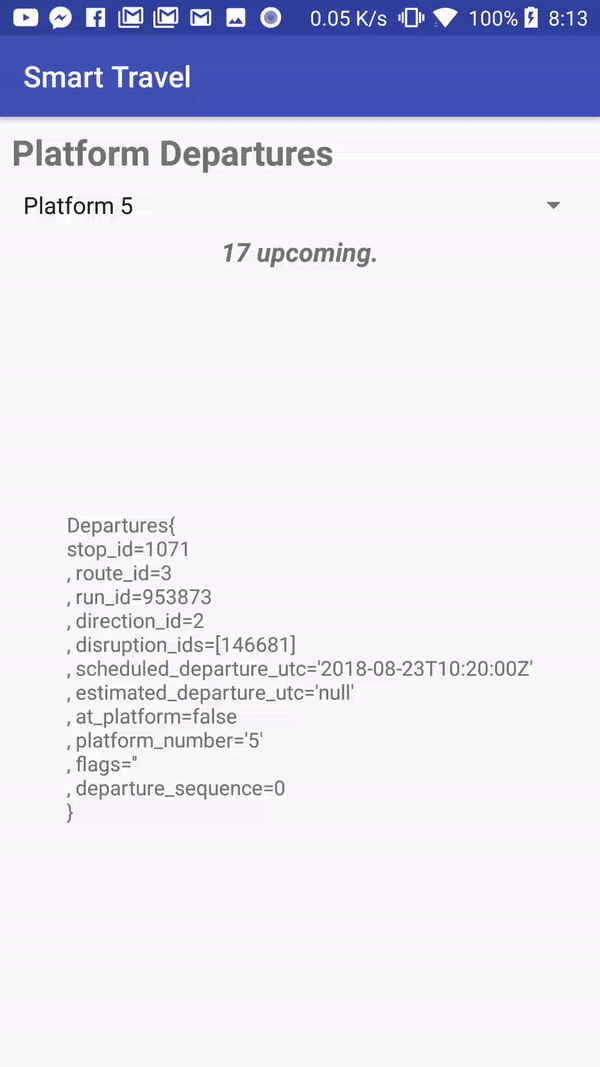 0.05 K/s 100% 8:13
Smart Travel
Platform Departures
Platform 5
17 upcoming.
Departures{
stop_id=1071
, route_id=3
, run_id=953873
, direction_id=2
, disruption_ids=[146681]
, scheduled_departure_utc='2018-08-23T10:20:00Z'
, estimated_departure_utc='null'
, at_platform=false
, platform_number='5'
, flags=''
, departure_sequence=0
}